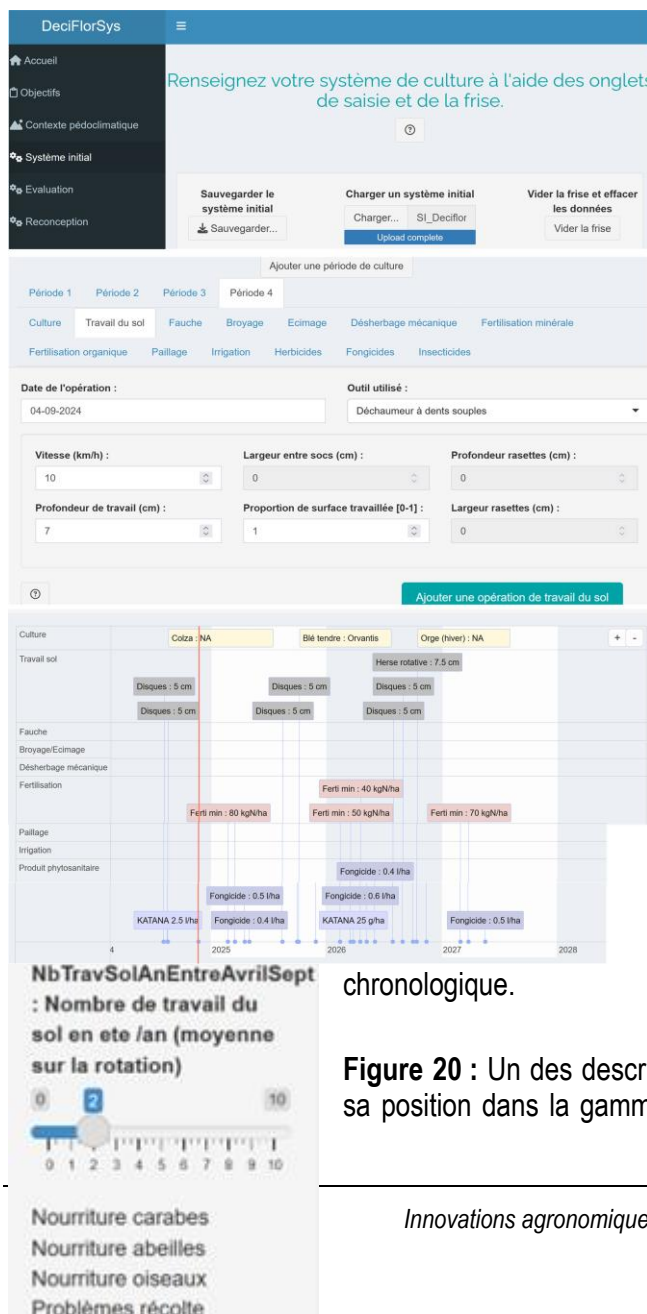 DeciFlorSys
Accueil
Objectifs
Contexte pédoclimatique
Système initial
Evaluation
Reconception
Renseignez votre système de culture à l'aide des onglets
de saisie et de la frise.
Sauvegarder le
système initial
Sauvegarder...
Charger un système initial
Charger... SI_Deciflor
Upload complete
Vider la frise et effacer
les données
Vider la frise
Ajouter une période de culture
Période 1 Période 2 Période 3 Période 4
Culture Travail du sol Fauche Broyage Ecimage Désherbage mécanique Fertilisation minérale
Fertilisation organique Paillage Irrigation Herbicides Fongicides Insecticides
Date de l'opération : Outil utilisé :
04-09-2024 Déchaumeur à dents souples
Vitesse (km/h) : Largeur entre socs (cm) : Profondeur rasettes (cm) :
10 0 0
Profondeur de travail (cm) : Proportion de surface travaillée [0-1] : Largeur rasettes (cm) :
7 1 0
Ajouter une opération de travail du sol
Culture Colza : NA Blé tendre : Orvantis Orge (hiver) : NA + -
Travail sol Herse rotative : 7.5 cm
Disques : 5 cm Disques : 5 cm Disques : 5 cm
Disques : 5 cm Disques : 5 cm Disques : 5 cm
Fauche
Broyage/Ecimage
Désherbage mécanique
Fertilisation Ferti min : 40 kgN/ha
Ferti min : 80 kgN/ha Ferti min : 50 kgN/ha Ferti min : 70 kgN/ha
Paillage
Irrigation
Produit phytosanitaire Fongicide : 0.4 l/ha
Fongicide : 0.5 l/ha Fongicide : 0.6 l/ha
KATANA 2.5 l/ha Fongicide : 0.4 l/ha KATANA 25 g/ha Fongicide : 0.5 l/ha
4 2025 2026 2027 2028
NbTravSolAnEntreAvrilSept
: Nombre de travail du
sol en ete /an (moyenne
sur la rotation)
0 2 10
0 1 2 3 4 5 6 7 8 9 10
Nourriture carabes
Nourriture abeilles
Nourriture oiseaux
Problèmes récolte
chronologique.
Figure 20 : Un des descr
sa position dans la gamm
Innovations agronomique